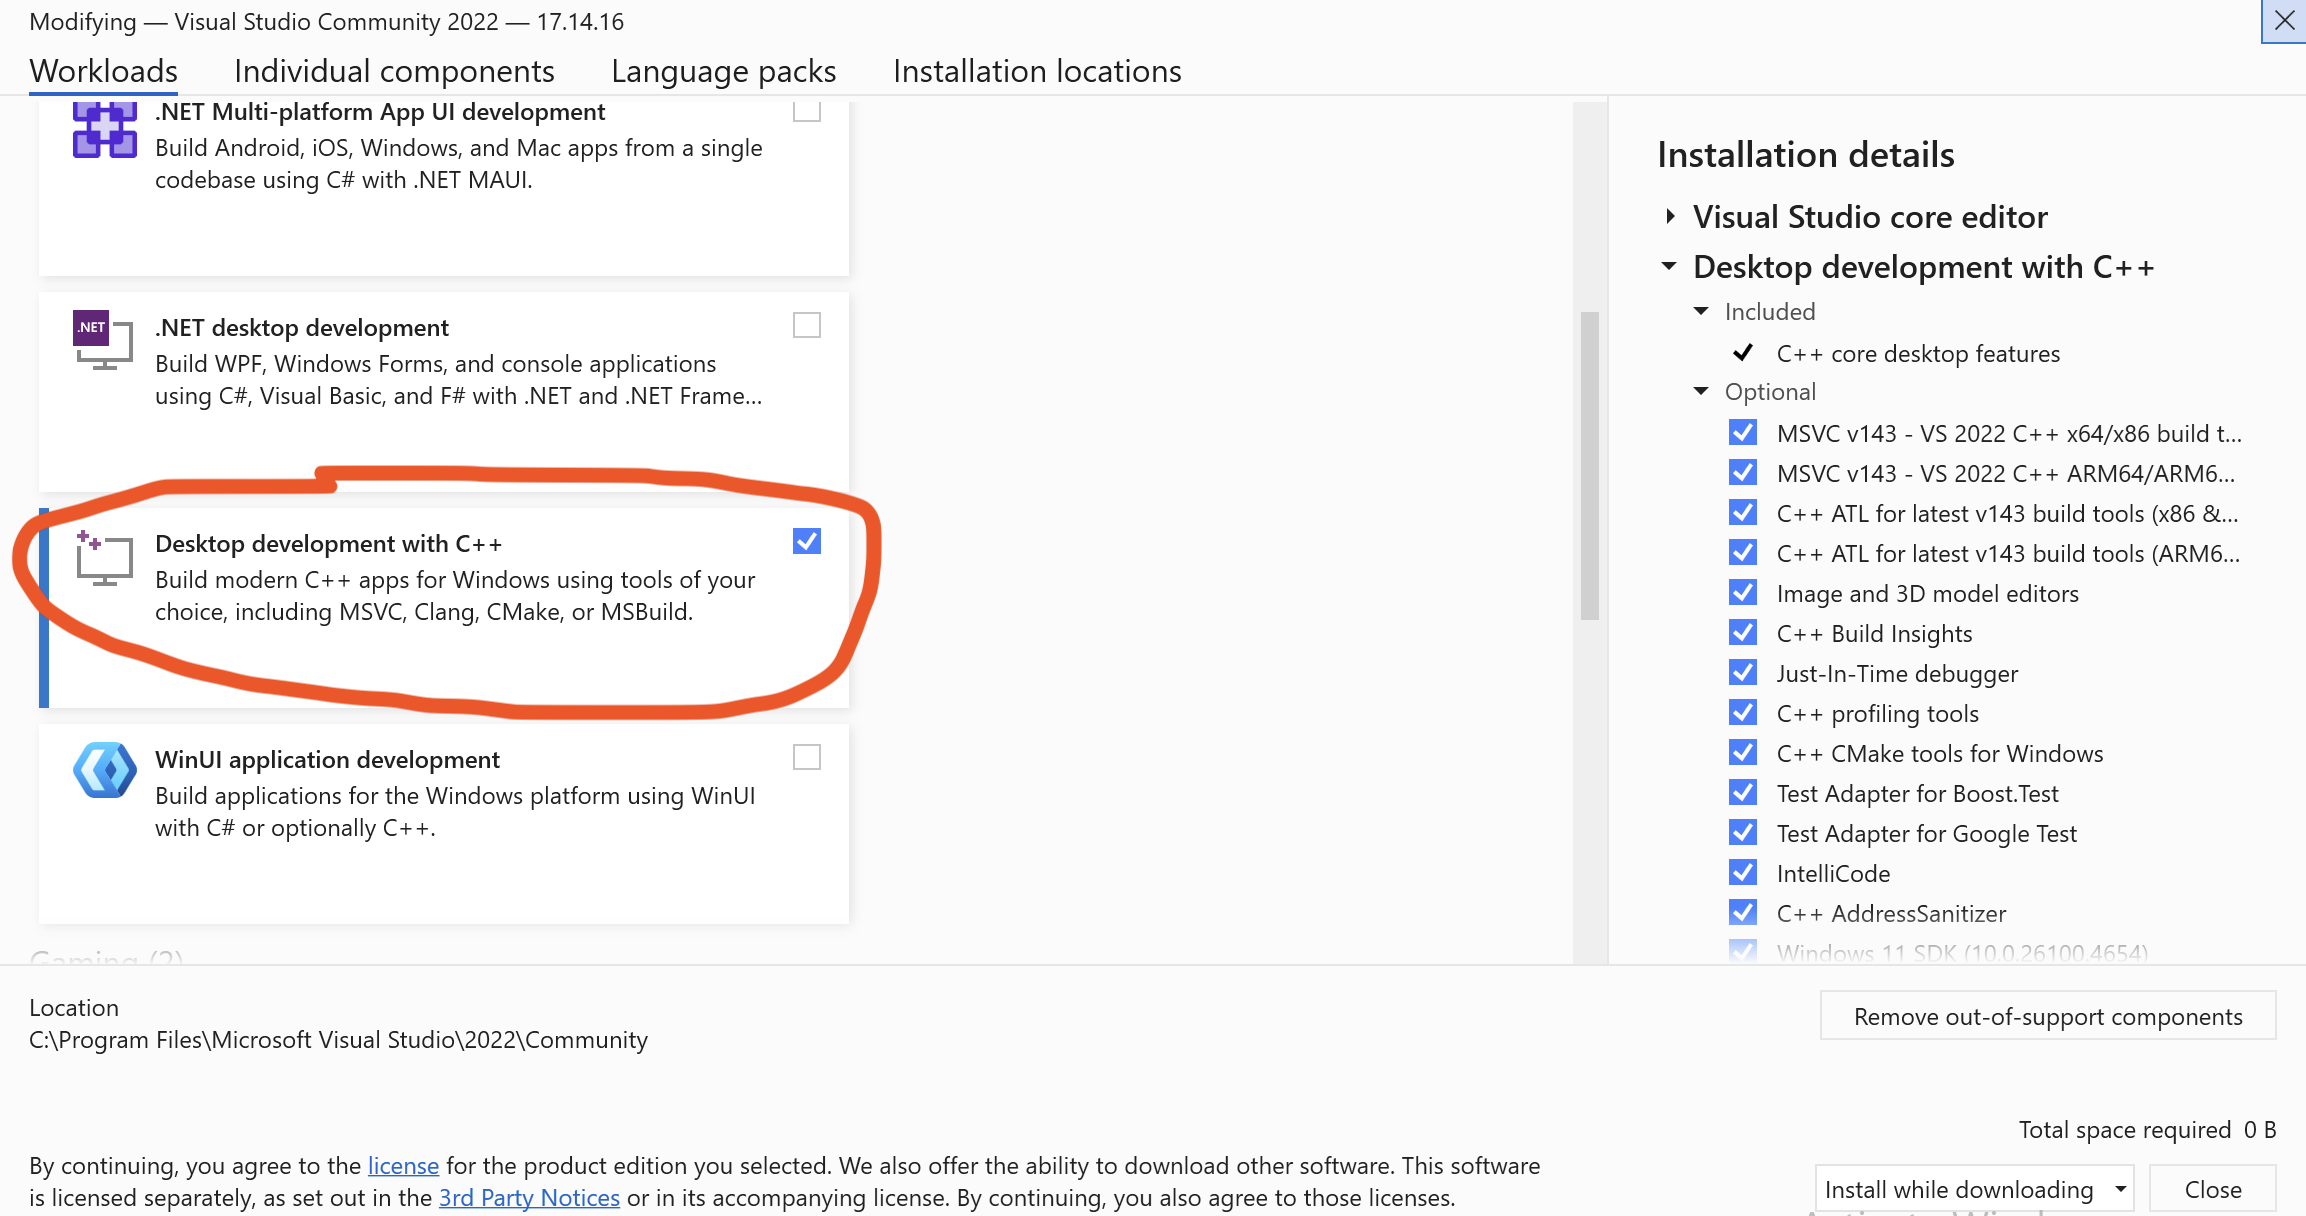 Modifying — Visual Studio Community 2022 — 17.14.16
Workloads Individual components Language packs Installation locations
.NET Multi-platform App UI development
Build Android, iOS, Windows, and Mac apps from a single
codebase using C# with .NET MAUI.
.NET
.NET desktop development
Build WPF, Windows Forms, and console applications
using C#, Visual Basic, and F# with .NET and .NET Frame...
Desktop development with C++
Build modern C++ apps for Windows using tools of your
choice, including MSVC, Clang, CMake, or MSBuild.
WinUI application development
Build applications for the Windows platform using WinUI
with C# or optionally C++.
Gaming (2)
Installation details
Visual Studio core editor
Desktop development with C++
Included
C++ core desktop features
Optional
MSVC v143 - VS 2022 C++ x64/x86 build t...
MSVC v143 - VS 2022 C++ ARM64/ARM6...
C++ ATL for latest v143 build tools (x86 &...
C++ ATL for latest v143 build tools (ARM6...
Image and 3D model editors
C++ Build Insights
Just-In-Time debugger
C++ profiling tools
C++ CMake tools for Windows
Test Adapter for Boost.Test
Test Adapter for Google Test
IntelliCode
C++ AddressSanitizer
Windows 11 SDK (10.0.26100.4654)
Location
C:\Program Files\Microsoft Visual Studio\2022\Community
Remove out-of-support components
Total space required 0 B
By continuing, you agree to the license for the product edition you selected. We also offer the ability to download other software. This software
is licensed separately, as set out in the 3rd Party Notices or in its accompanying license. By continuing, you also agree to those licenses.
Install while downloading
Close